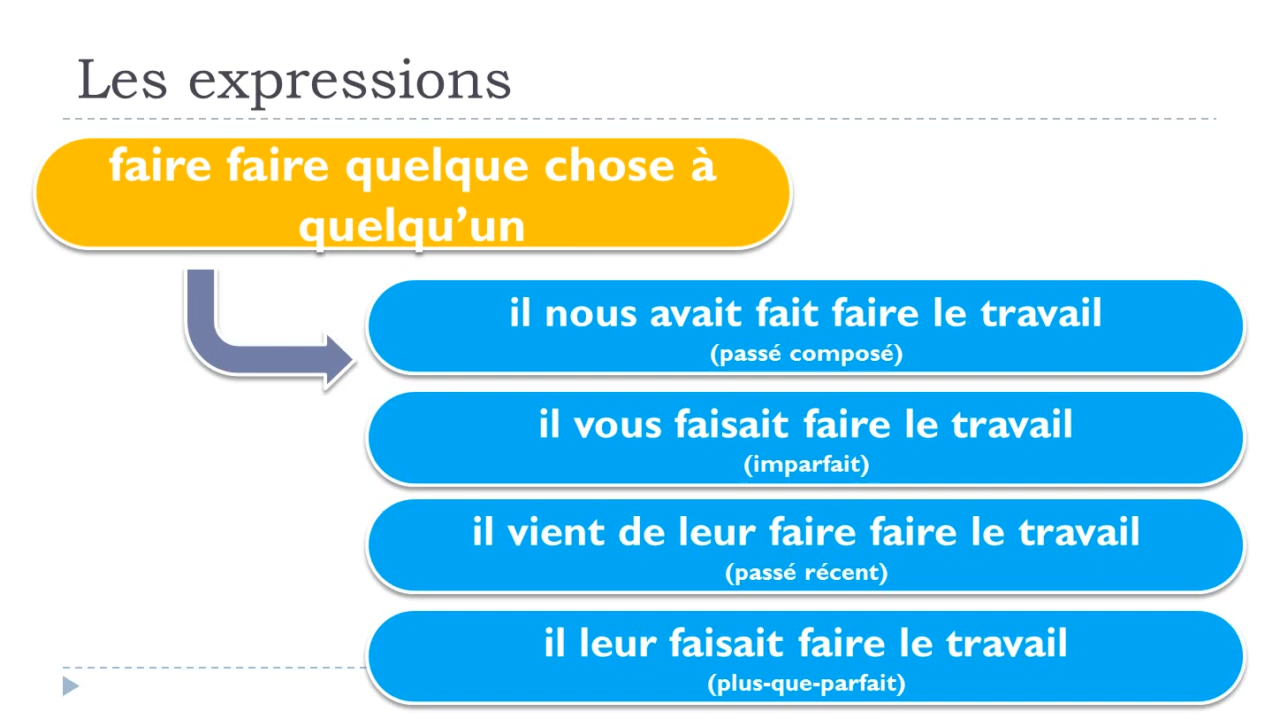 Les expressions
faire faire quelque chose à
quelqu’un
il nous avait fait faire le travail
(passé composé)
il vous faisait faire le travail
(imparfait)
il vient de leur faire faire le travail
(passé récent)
il leur faisait faire le travail
(plus-que-parfait)